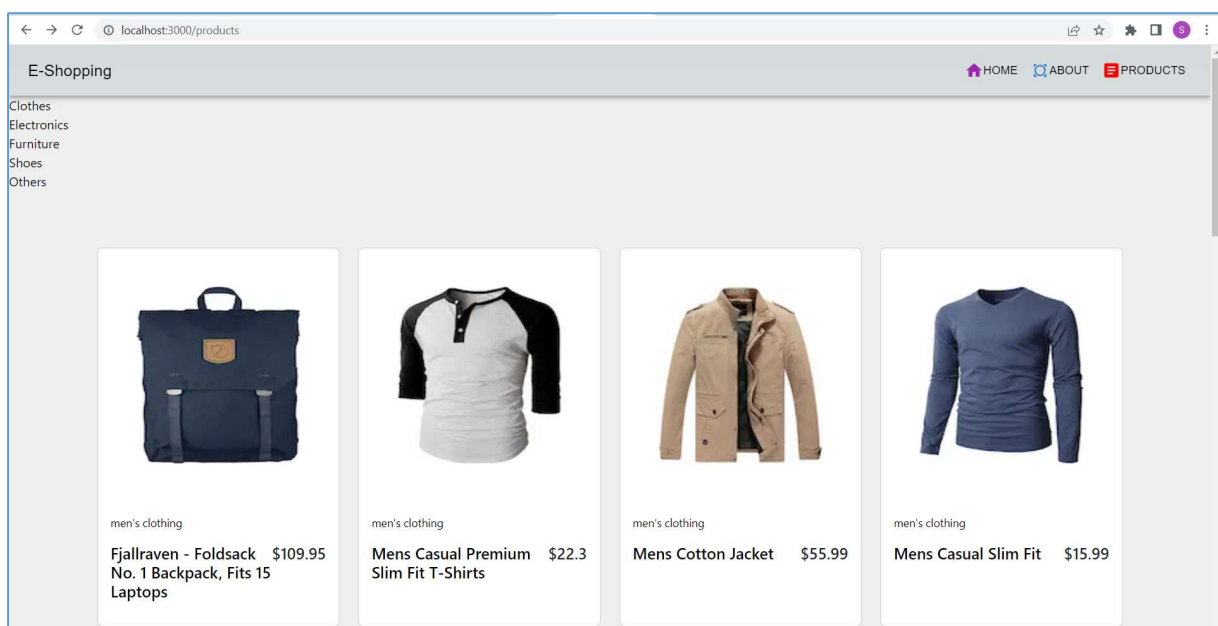 localhost:3000/products
S
E-Shopping
HOME ABOUT PRODUCTS
Clothes
Electronics
Furniture
Shoes
Others
men's clothing
Fjallraven - Foldsack $109.95
No. 1 Backpack, Fits 15
Laptops
men's clothing
Mens Casual Premium $22.3
Slim Fit T-Shirts
men's clothing
Mens Cotton Jacket $55.99
men's clothing
Mens Casual Slim Fit $15.99